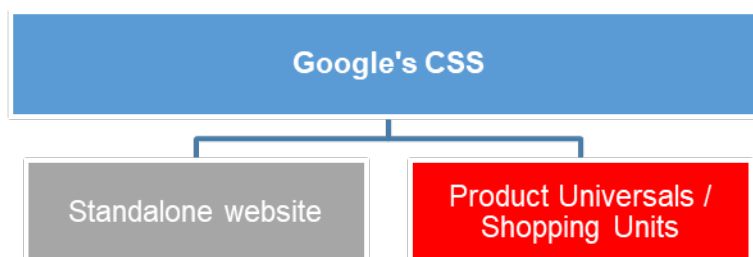 Google's CSS
Standalone website
Product Universals /
Shopping Units